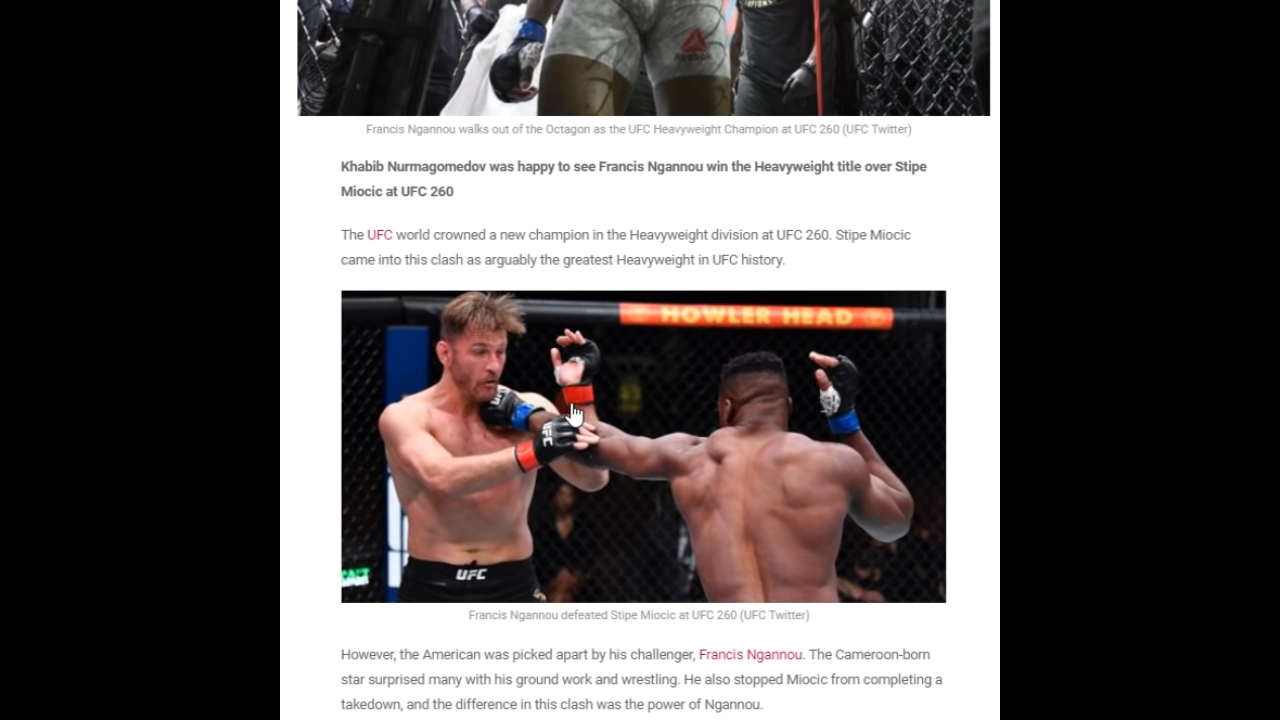 Reebok
Francis Ngannou walks out of the Octagon as the UFC Heavyweight Champion at UFC 260 (UFC Twitter)
Khabib Nurmagomedov was happy to see Francis Ngannou win the Heavyweight title over Stipe
Miocic at UFC 260
The UFC world crowned a new champion in the Heavyweight division at UFC 260. Stipe Miocic
came into this clash as arguably the greatest Heavyweight in UFC history.
HOWLER HEAD
UFC
UFC
Francis Ngannou defeated Stipe Miocic at UFC 260 (UFC Twitter)
However, the American was picked apart by his challenger, Francis Ngannou. The Cameroon-born
star surprised many with his ground work and wrestling. He also stopped Miocic from completing a
takedown, and the difference in this clash was the power of Ngannou.